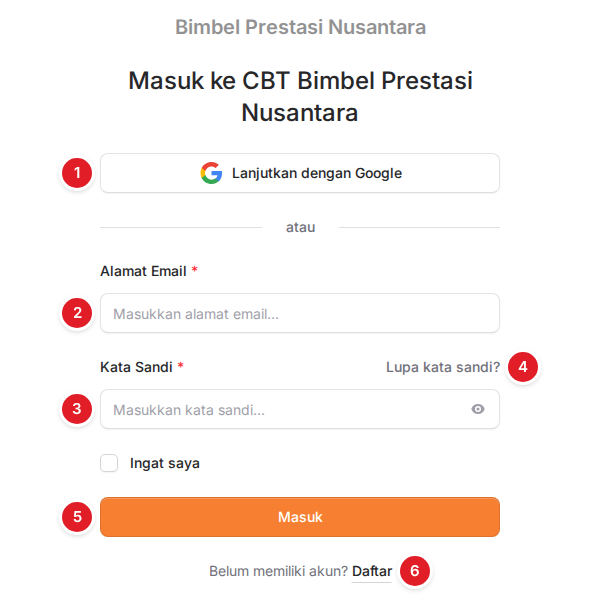 Bimbel Prestasi Nusantara
Masuk ke CBT Bimbel Prestasi
Nusantara
1
Lanjutkan dengan Google
atau
Alamat Email *
2
Masukkan alamat email...
Kata Sandi *
Lupa kata sandi?
4
3
Masukkan kata sandi...
Ingat saya
5
Masuk
Belum memiliki akun? Daftar
6